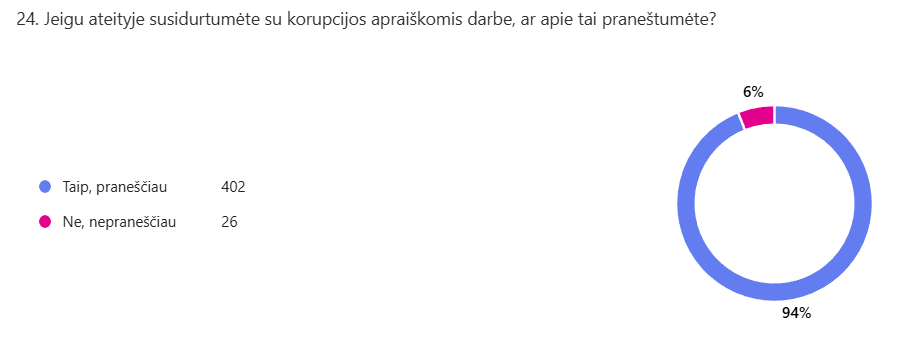 24. Jeigu ateityje susidurtumėte su korupcijos apraiškomis darbe, ar apie tai praneštumėte?
6%
Taip, praneščiau 402
Ne, nepraneščiau 26
94%